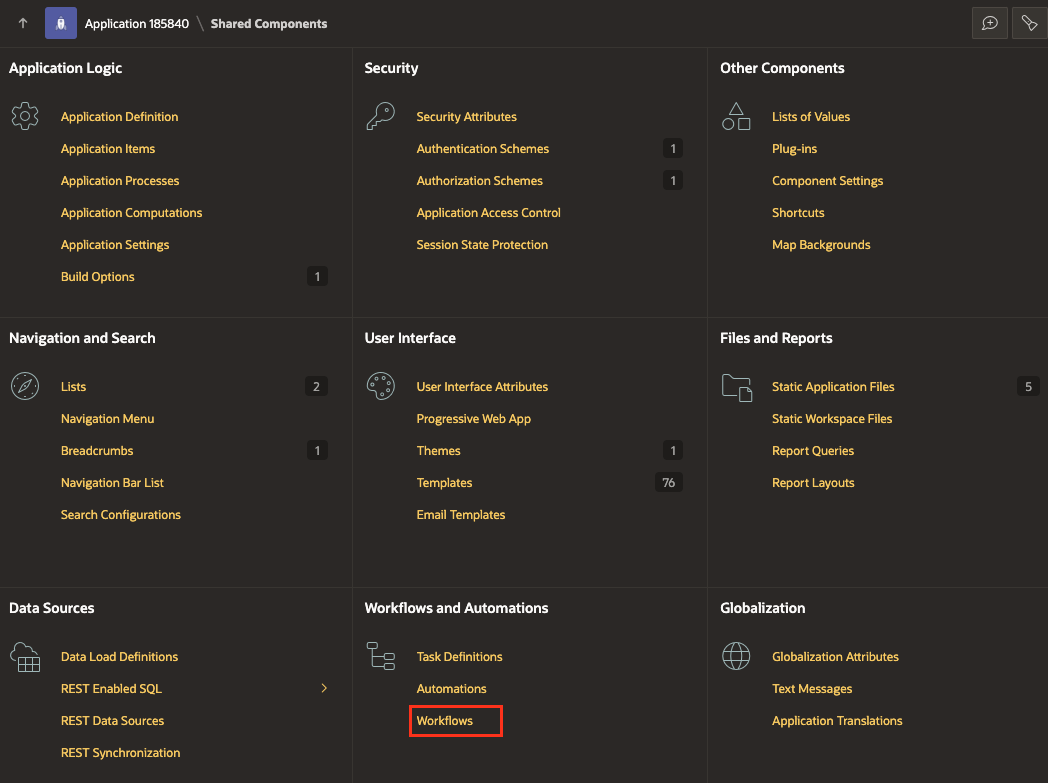 Application 185840 \ Shared Components
Application Logic
Application Definition
Application Items
Application Processes
Application Computations
Application Settings
Build Options 1
Security
Security Attributes
Authentication Schemes 1
Authorization Schemes 1
Application Access Control
Session State Protection
Other Components
Lists of Values
Plug-ins
Component Settings
Shortcuts
Map Backgrounds
Navigation and Search
Lists 2
Navigation Menu
Breadcrumbs 1
Navigation Bar List
Search Configurations
User Interface
User Interface Attributes
Progressive Web App
Themes 1
Templates 76
Email Templates
Files and Reports
Static Application Files 5
Static Workspace Files
Report Queries
Report Layouts
Data Sources
Data Load Definitions
REST Enabled SQL
REST Data Sources
REST Synchronization
Workflows and Automations
Task Definitions
Automations
Workflows
Globalization
Globalization Attributes
Text Messages
Application Translations